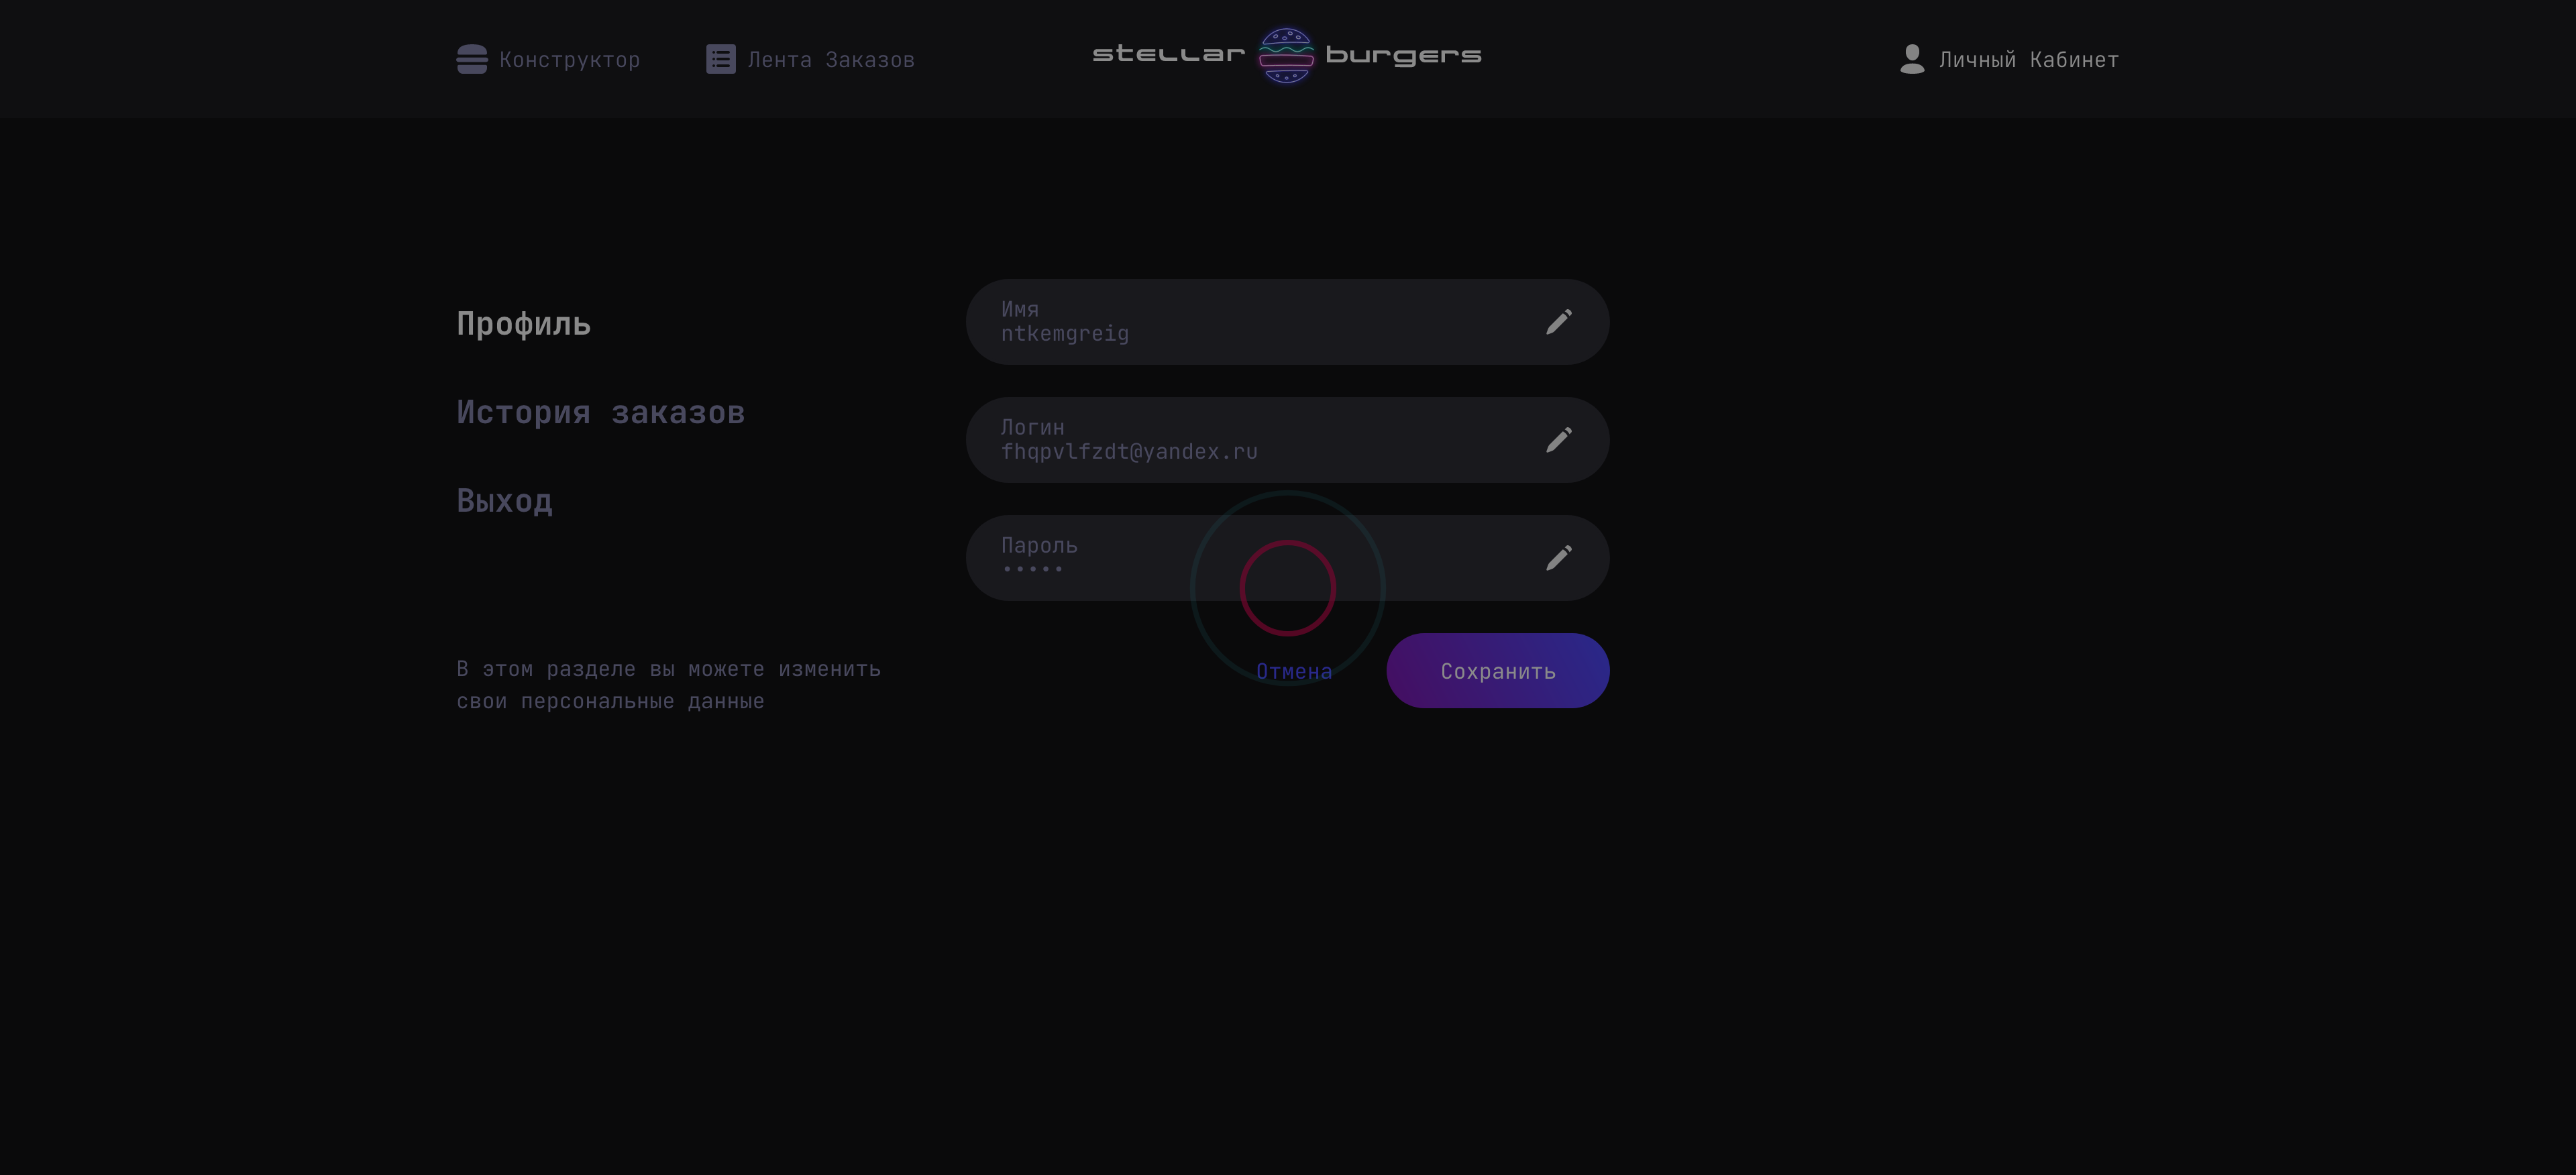 Конструктор
Лента Заказов
stellar burgers
Личный Кабинет
Профиль
История заказов
Выход
В этом разделе вы можете изменить
свои персональные данные
Имя
ntkemgreig
Логин
fhqpvlfzdt@yandex.ru
Пароль
•••••
Отмена
Сохранить